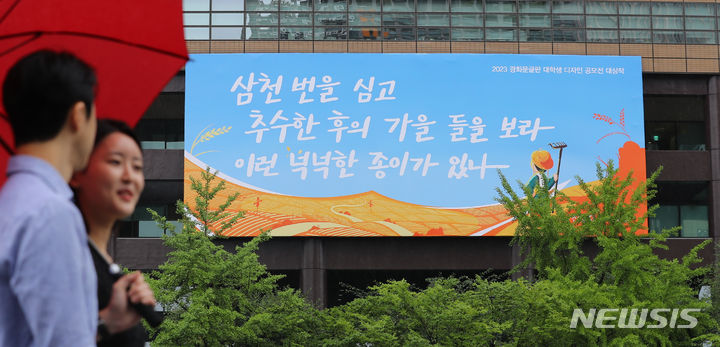 2023 광화문글판 대학생 디자인 공모전 대상작
삼천 번을 심고
추수한 후의 가을 들을 보라
이런 넉넉한 종이가 있나
NEWSIS